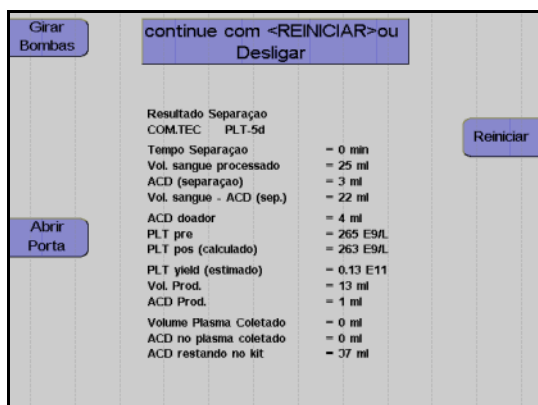 Girar
Bombas
continue com <REINICIAR>ou
Desligar
Resultado Separaçao
COM.TEC PLT-5d
Reiniciar
Tempo Separaçao = 0 min
Vol. sangue processado = 25 ml
ACD (separaçao) = 3 ml
Vol. sangue - ACD (sep.) = 22 ml
Abrir
Porta
ACD doador = 4 ml
PLT pre = 265 E9/L
PLT pos (calculado) = 263 E9/L
PLT yield (estimado) = 0.13 E11
Vol. Prod. = 13 ml
ACD Prod. = 1 ml
Volume Plasma Coletado = 0 ml
ACD no plasma coletado = 0 ml
ACD restando no kit = 37 ml